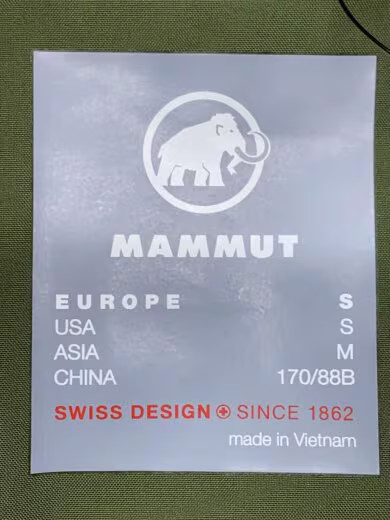 MAMMUT
EUROPE S
USA S
ASIA M
CHINA 170/88B
SWISS DESIGN SINCE 1862
made in Vietnam